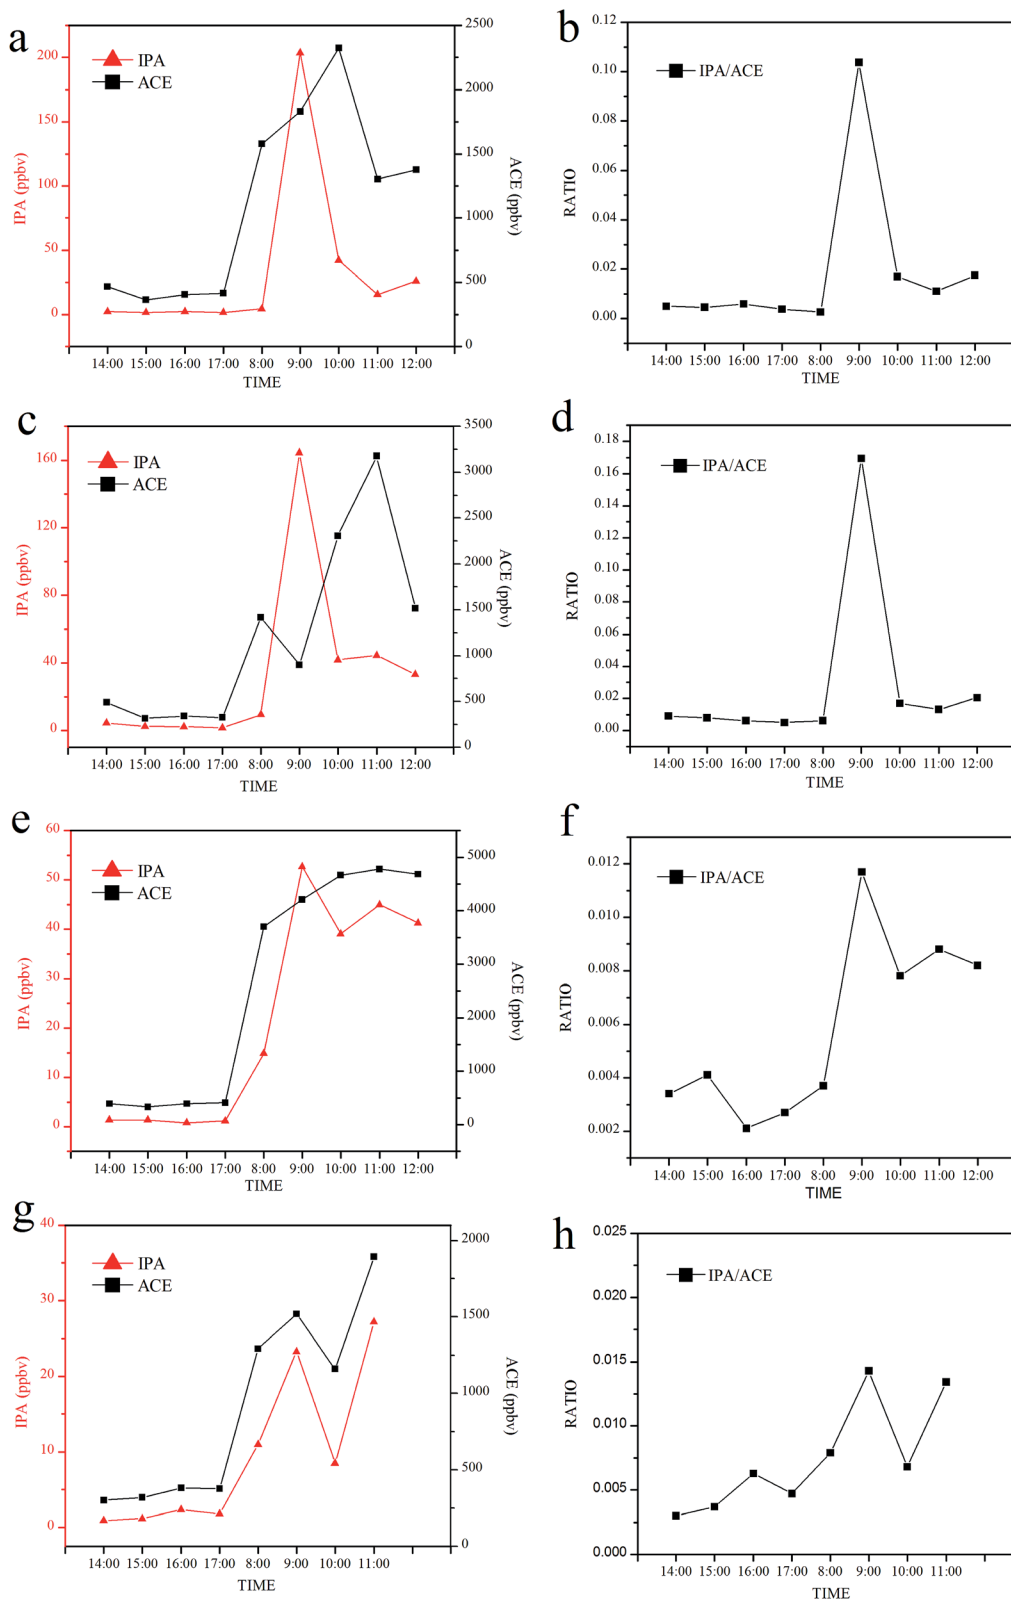 a
IPA
ACE
IPA (ppbv)
200
150
100
50
0
ACE (ppbv)
2500
2000
1500
1000
500
0
14:00 15:00 16:00 17:00 8:00 9:00 10:00 11:00 12:00
TIME
b
IPA/ACE
RATIO
0.12
0.10
0.08
0.06
0.04
0.02
0.00
14:00 15:00 16:00 17:00 8:00 9:00 10:00 11:00 12:00
TIME
c
IPA
ACE
IPA (ppbv)
160
120
80
40
0
ACE (ppbv)
3500
3000
2500
2000
1500
1000
500
0
14:00 15:00 16:00 17:00 8:00 9:00 10:00 11:00 12:00
TIME
d
IPA/ACE
RATIO
0.18
0.16
0.14
0.12
0.10
0.08
0.06
0.04
0.02
0.00
14:00 15:00 16:00 17:00 8:00 9:00 10:00 11:00 12:00
TIME
e
IPA
ACE
IPA (ppbv)
60
50
40
30
20
10
0
ACE (ppbv)
5000
4000
3000
2000
1000
0
14:00 15:00 16:00 17:00 8:00 9:00 10:00 11:00 12:00
TIME
f
IPA/ACE
RATIO
0.012
0.010
0.008
0.006
0.004
0.002
14:00 15:00 16:00 17:00 8:00 9:00 10:00 11:00 12:00
TIME
g
IPA
ACE
IPA (ppbv)
40
30
20
10
0
ACE (ppbv)
2000
1500
1000
500
0
14:00 15:00 16:00 17:00 8:00 9:00 10:00 11:00
TIME
h
IPA/ACE
RATIO
0.025
0.020
0.015
0.010
0.005
0.000
14:00 15:00 16:00 17:00 8:00 9:00 10:00 11:00
TIME